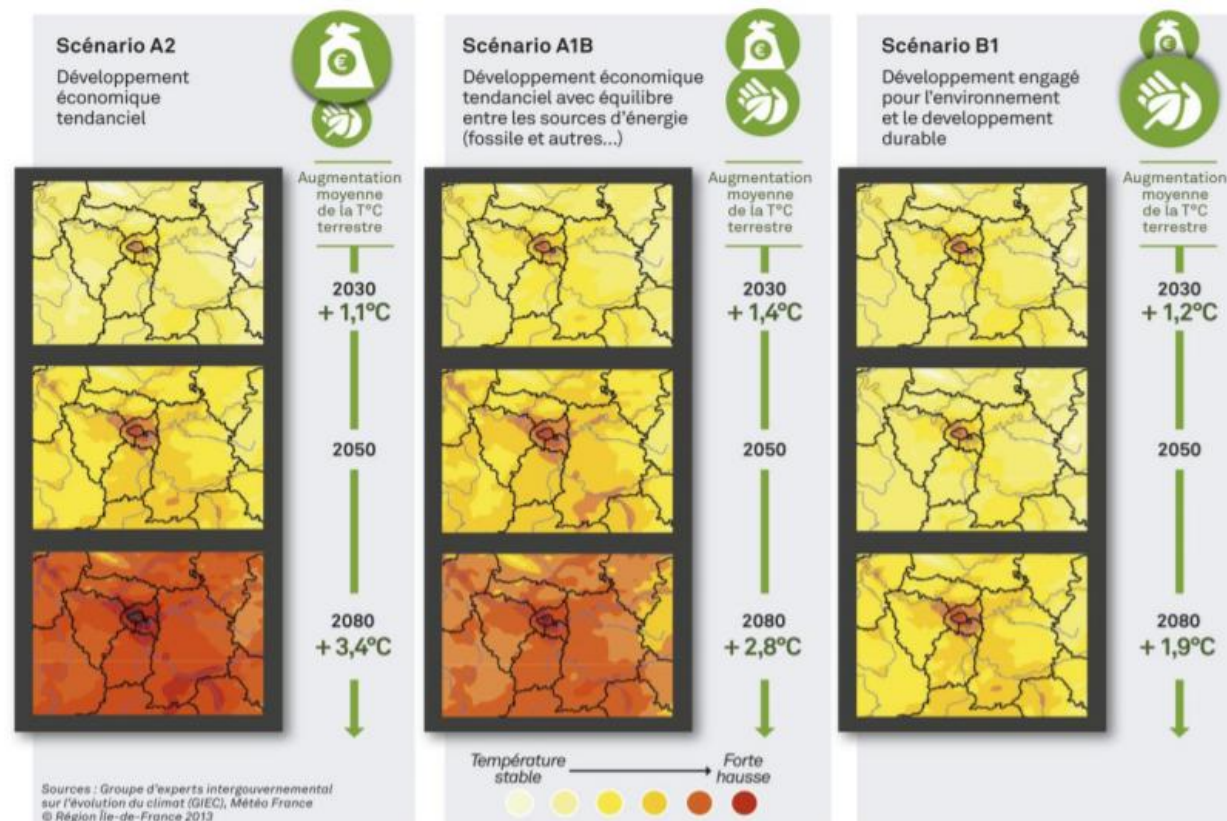 Scénario A2
Développement
économique
tendanciel
€
Augmentation
moyenne
de la T°C
terrestre
2030
+ 1,1°C
2050
2080
+ 3,4°C
Scénario A1B
Développement économique
tendanciel avec équilibre
entre les sources d'énergie
(fossile et autres...)
€
Augmentation
moyenne
de la T°C
terrestre
2030
+ 1,4°C
2050
2080
+ 2,8°C
Scénario B1
Développement engagé
pour l'environnement
et le developpement
durable
€
Augmentation
moyenne
de la T°C
terrestre
2030
+ 1,2°C
2050
2080
+ 1,9°C
Température
stable
Forte
hausse
Sources : Groupe d'experts intergouvernemental
sur l'évolution du climat (GIEC), Météo France
© Région Île-de-France 2013